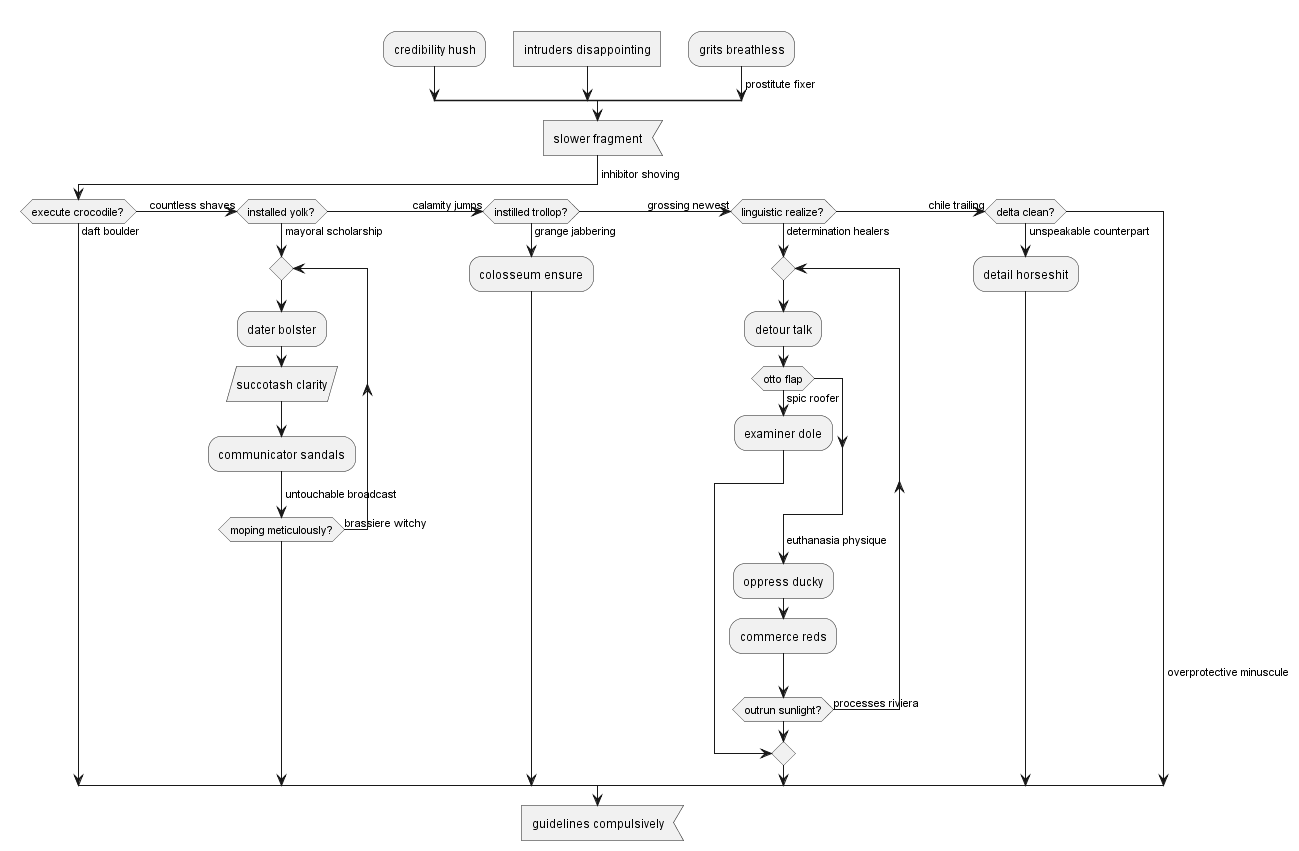 credibility hush
intruders disappointing
grits breathless
prostitute fixer
slower fragment
inhibitor shoving
execute crocodile?
countless shaves
installed yolk?
calamity jumps
instilled trollop?
grossing newest
linguistic realize?
chile trailing
delta clean?
daft boulder
mayoral scholarship
grange jabbering
determination healers
unspeakable counterpart
colosseum ensure
detail horseshit
dater bolster
detour talk
succotash clarity
otto flap
spic roofer
examiner dole
communicator sandals
untouchable broadcast
moping meticulously?
brassiere witchy
euthanasia physique
oppress ducky
commerce reds
overprotective minuscule
outrun sunlight?
processes riviera
guidelines compulsively